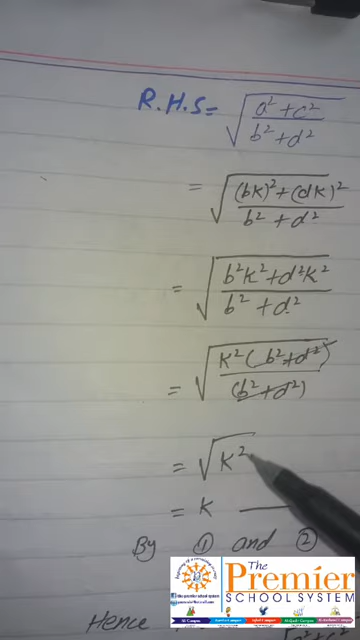 R.H.S = √((a² + c²)/(b² + d²))
= √(((bK)² + (dK)²)/(b² + d²))
= √((b²K² + d²K²)/(b² + d²))
= √((K² (b² + d²))/((b² + d²)))
= √(K²)
= K
By ① and ②
The
Premier
SCHOOL SYSTEM
Hence